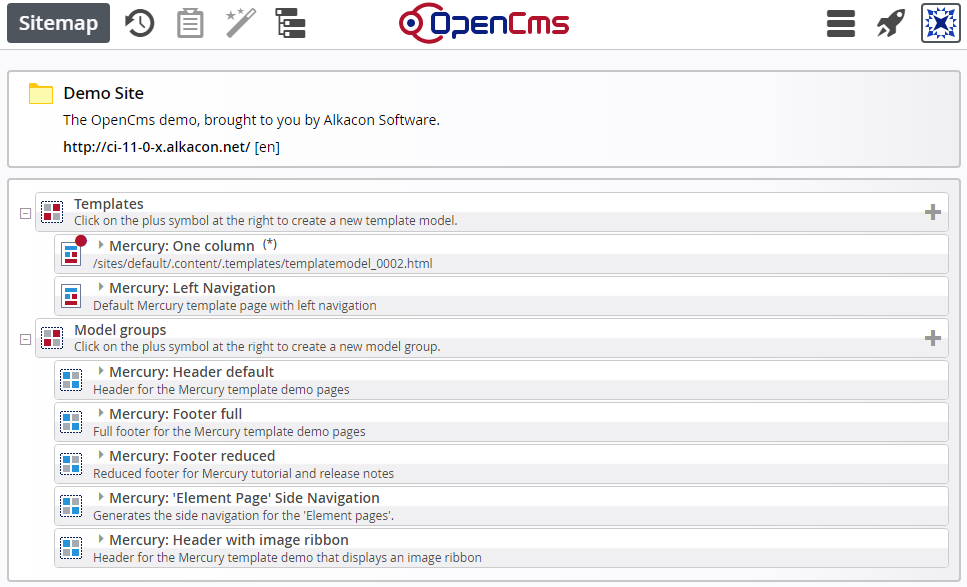 Sitemap
OpenCms
Demo Site
The OpenCms demo, brought to you by Alkacon Software.
http://ci-11-0-x.alkacon.net/ [en]
Templates
Click on the plus symbol at the right to create a new template model.
Mercury: One column (*)
/sites/default/.content/.templates/templatemodel_0002.html
Mercury: Left Navigation
Default Mercury template page with left navigation
Model groups
Click on the plus symbol at the right to create a new model group.
Mercury: Header default
Header for the Mercury template demo pages
Mercury: Footer full
Full footer for the Mercury template demo pages
Mercury: Footer reduced
Reduced footer for Mercury tutorial and release notes
Mercury: 'Element Page' Side Navigation
Generates the side navigation for the 'Element pages'.
Mercury: Header with image ribbon
Header for the Mercury template demo that displays an image ribbon